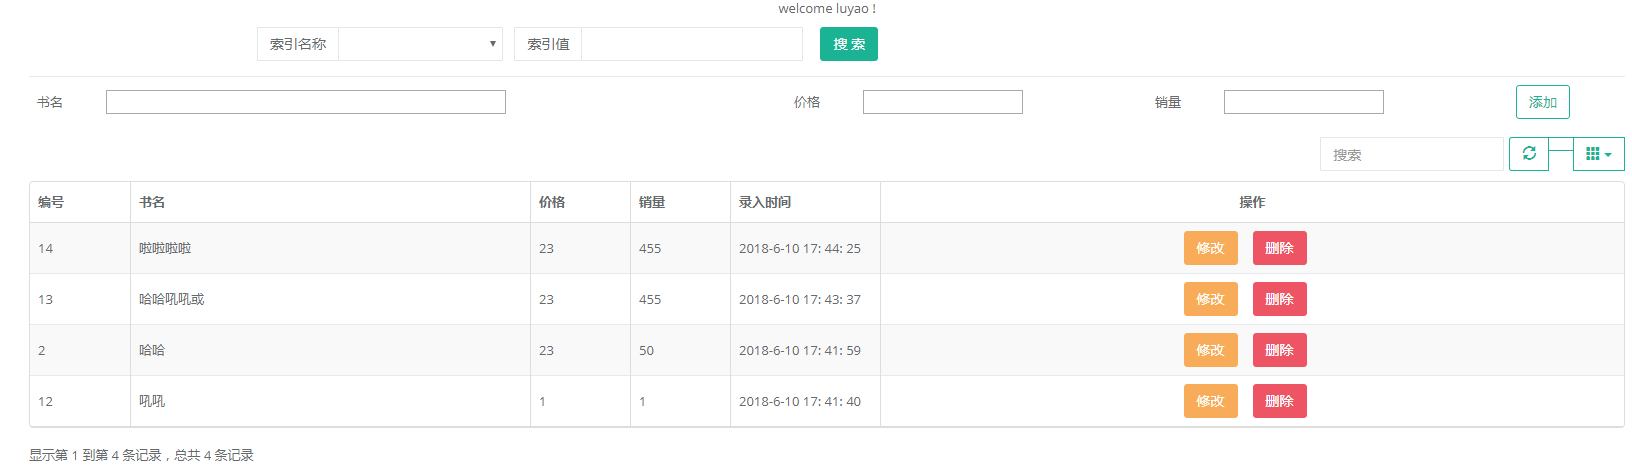 welcome luyao !
索引名称 索引值 搜 索
书名 价格 销量 添加
搜索
编号 书名 价格 销量 录入时间 操作
14 啦啦啦啦 23 455 2018-6-10 17: 44: 25 修改 删除
13 哈哈吼吼或 23 455 2018-6-10 17: 43: 37 修改 删除
2 哈哈 23 50 2018-6-10 17: 41: 59 修改 删除
12 吼吼 1 1 2018-6-10 17: 41: 40 修改 删除
显示第 1 到第 4 条记录，总共 4 条记录